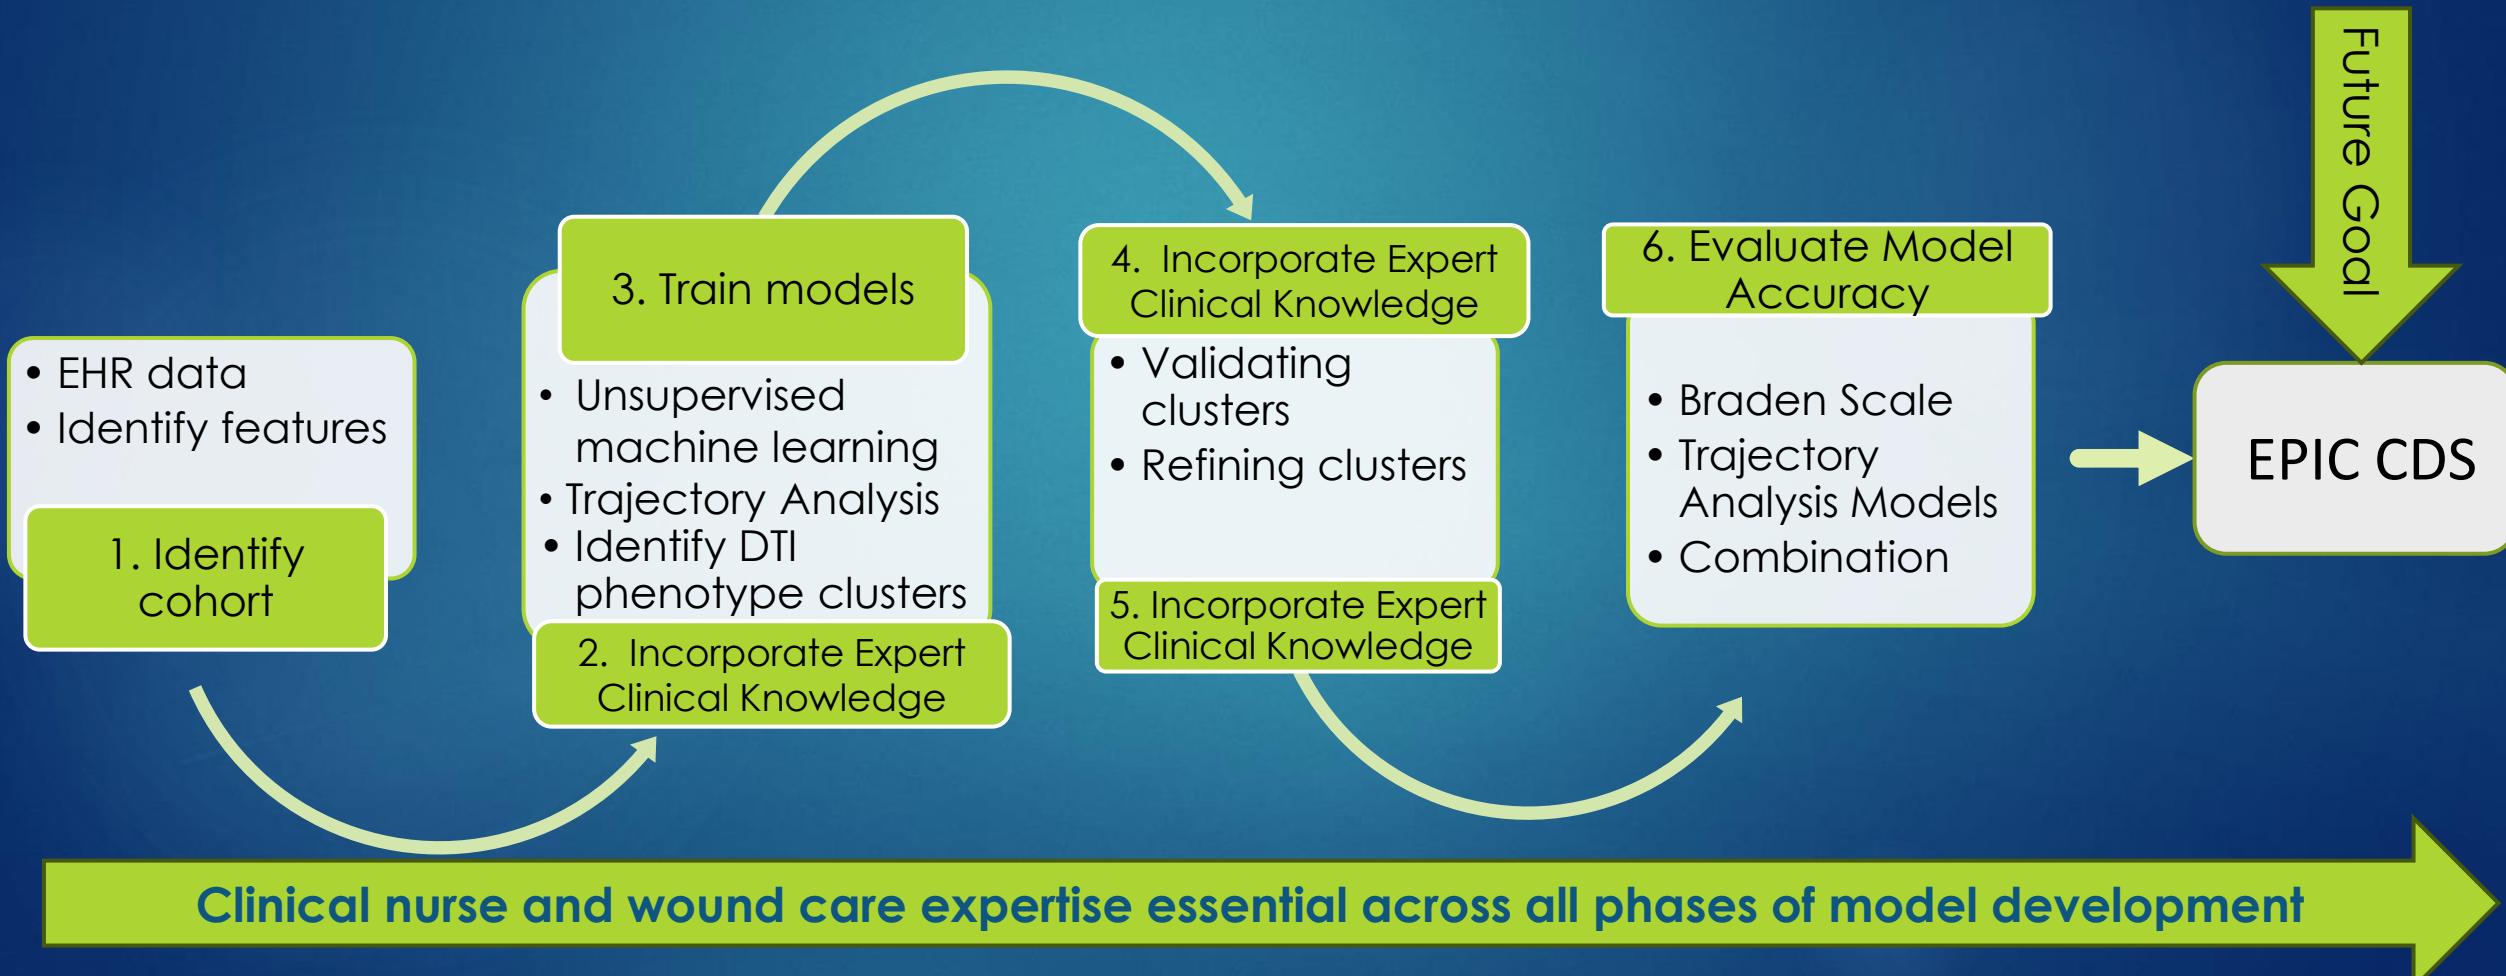 • EHR data
• Identify features
1. Identify
cohort
3. Train models
• Unsupervised
machine learning
• Trajectory Analysis
• Identify DTI
phenotype clusters
2. Incorporate Expert
Clinical Knowledge
4. Incorporate Expert
Clinical Knowledge
• Validating
clusters
• Refining clusters
5. Incorporate Expert
Clinical Knowledge
6. Evaluate Model
Accuracy
• Braden Scale
• Trajectory
Analysis Models
• Combination
Future Goal
EPIC CDS
Clinical nurse and wound care expertise essential across all phases of model development